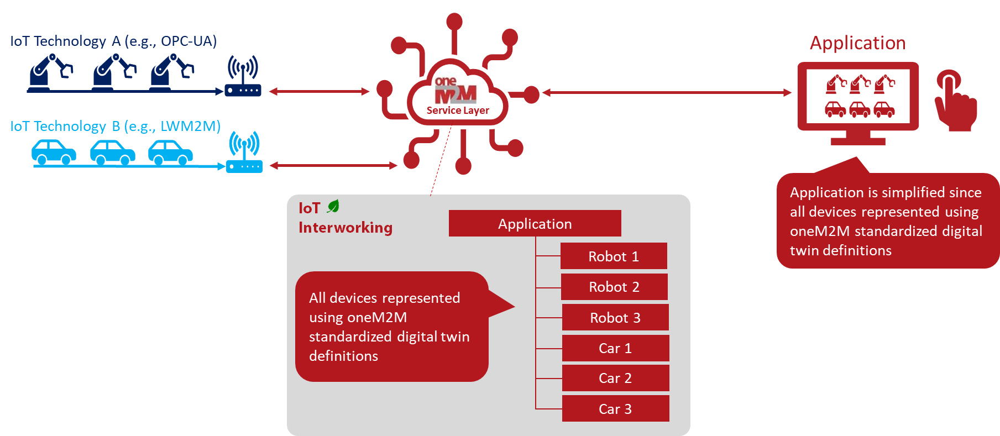 IoT Technology A (e.g., OPC-UA)
IoT Technology B (e.g., LWM2M)
one
M2M
Service Layer
Application
Application is simplified since
all devices represented using
oneM2M standardized digital
twin definitions
IoT
Interworking
Application
Robot 1
Robot 2
Robot 3
Car 1
Car 2
Car 3
All devices represented
using oneM2M
standardized digital twin
definitions